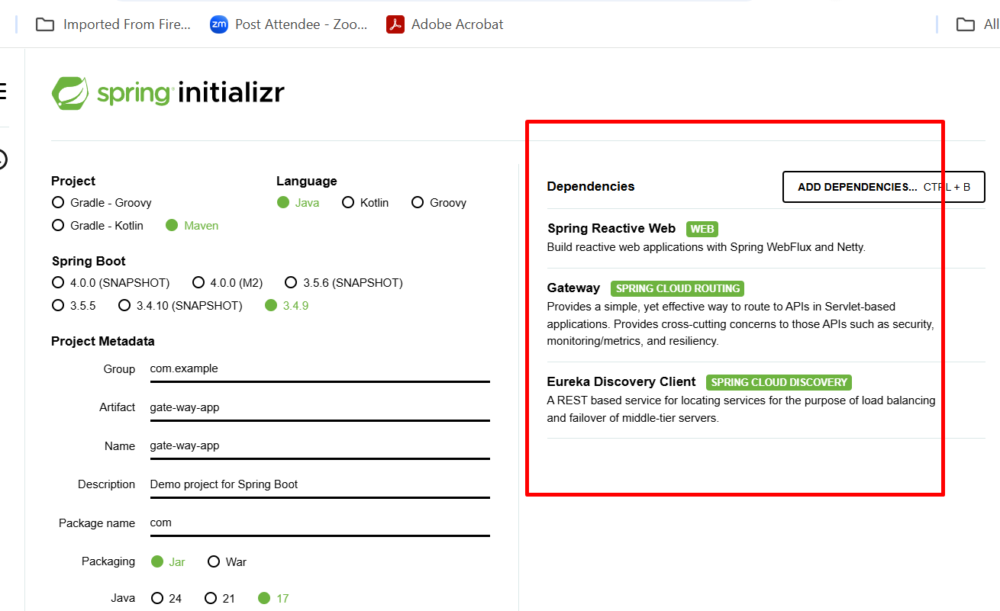 Imported From Fire...
zm Post Attendee - Zoo...
Adobe Acrobat
All
spring initializr
Project
Gradle - Groovy
Gradle - Kotlin Maven
Language
Java Kotlin Groovy
Spring Boot
4.0.0 (SNAPSHOT) 4.0.0 (M2) 3.5.6 (SNAPSHOT)
3.5.5 3.4.10 (SNAPSHOT) 3.4.9
Project Metadata
Group com.example
Artifact gate-way-app
Name gate-way-app
Description Demo project for Spring Boot
Package name com
Packaging Jar War
Java 24 21 17
Dependencies
ADD DEPENDENCIES... CTRL + B
Spring Reactive Web WEB
Build reactive web applications with Spring WebFlux and Netty.
Gateway SPRING CLOUD ROUTING
Provides a simple, yet effective way to route to APIs in Servlet-based
applications. Provides cross-cutting concerns to those APIs such as security,
monitoring/metrics, and resiliency.
Eureka Discovery Client SPRING CLOUD DISCOVERY
A REST based service for locating services for the purpose of load balancing
and failover of middle-tier servers.